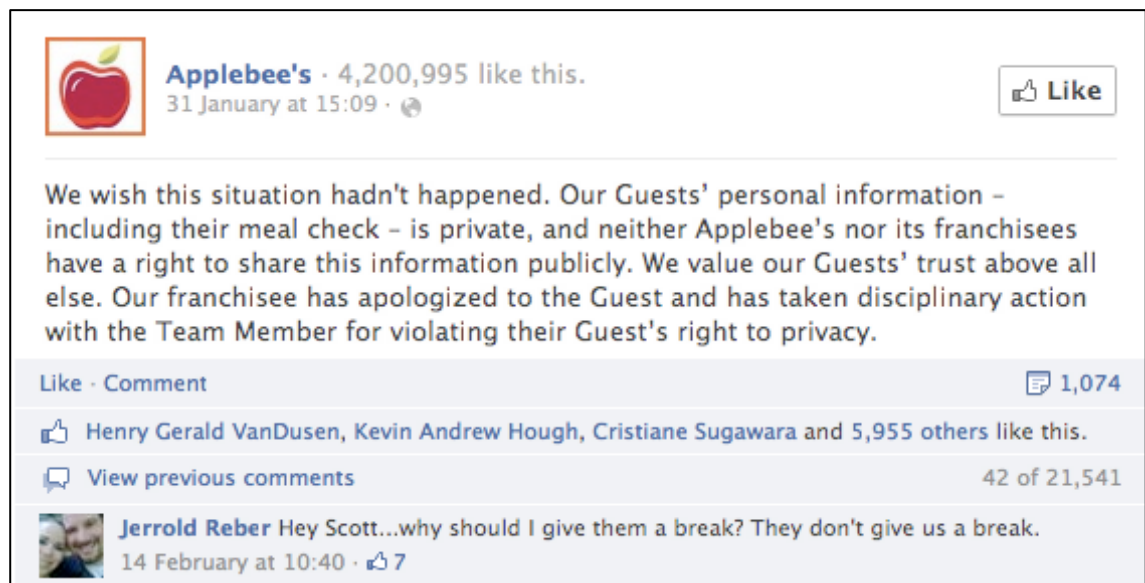 Applebee's · 4,200,995 like this.
31 January at 15:09 ·
Like
We wish this situation hadn't happened. Our Guests’ personal information –
including their meal check – is private, and neither Applebee's nor its franchisees
have a right to share this information publicly. We value our Guests’ trust above all
else. Our franchisee has apologized to the Guest and has taken disciplinary action
with the Team Member for violating their Guest's right to privacy.
Like · Comment 1,074
Henry Gerald VanDusen, Kevin Andrew Hough, Cristiane Sugawara and 5,955 others like this.
View previous comments 42 of 21,541
Jerrold Reber Hey Scott...why should I give them a break? They don't give us a break.
14 February at 10:40 · 7